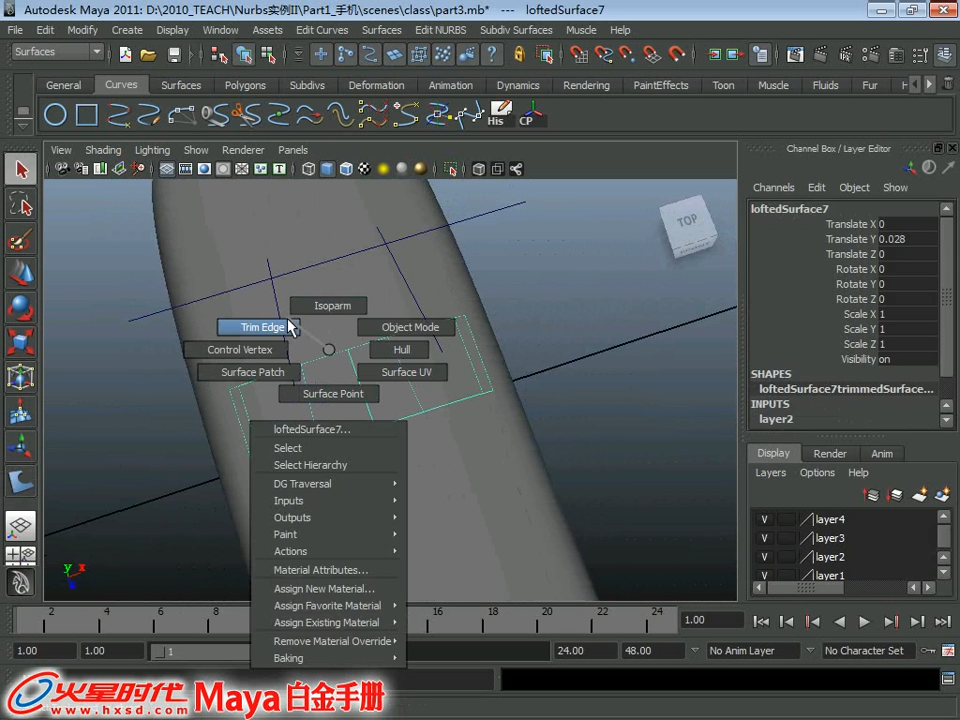 Autodesk Maya 2011: D:\2010_TEACH\Nurbs实例II\Part1_手机\scenes\class\part3.mb* --- loftedSurface7
File Edit Modify Create Display Window Assets Edit Curves Surfaces Edit NURBS Subdiv Surfaces Muscle Help
Surfaces
General Curves Surfaces Polygons Subdivs Deformation Animation Dynamics Rendering PaintEffects Toon Muscle Fluids Fur
His CP
View Shading Lighting Show Renderer Panels
TOP
Isoparm
Trim Edge Object Mode
Control Vertex Hull
Surface Patch Surface UV
Surface Point
loftedSurface7...
Select
Select Hierarchy
DG Traversal
Inputs
Outputs
Paint
Actions
Material Attributes...
Assign New Material...
Assign Favorite Material
Assign Existing Material
Remove Material Override
Baking
y x
Channel Box / Layer Editor
Channels Edit Object Show
loftedSurface7
Translate X 0
Translate Y 0.028
Translate Z 0
Rotate X 0
Rotate Y 0
Rotate Z 0
Scale X 1
Scale Y 1
Scale Z 1
Visibility on
SHAPES
loftedSurface7trimmedSurface...
INPUTS
layer2
Display Render Anim
Layers Options Help
V layer4
V layer3
V layer2
V layer1
2 4 6 8 16 18 20 22 24
1.00
1.00 1.00 1 24.00 48.00 No Anim Layer No Character Set
火星时代 Maya 白金手册
www.hxsd.com